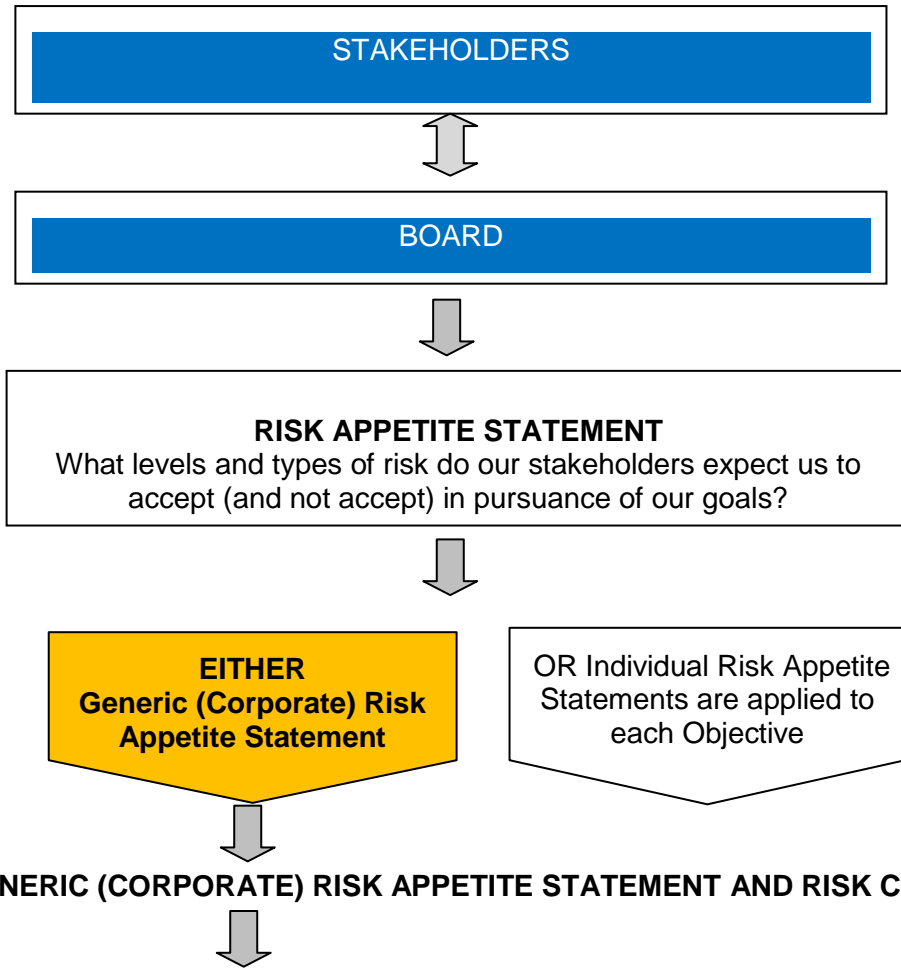 STAKEHOLDERS
BOARD
RISK APPETITE STATEMENT
What levels and types of risk do our stakeholders expect us to
accept (and not accept) in pursuance of our goals?
EITHER
Generic (Corporate) Risk
Appetite Statement
OR Individual Risk Appetite
Statements are applied to
each Objective
(CORPORATE) RISK APPETITE STATEMENT AND RISK